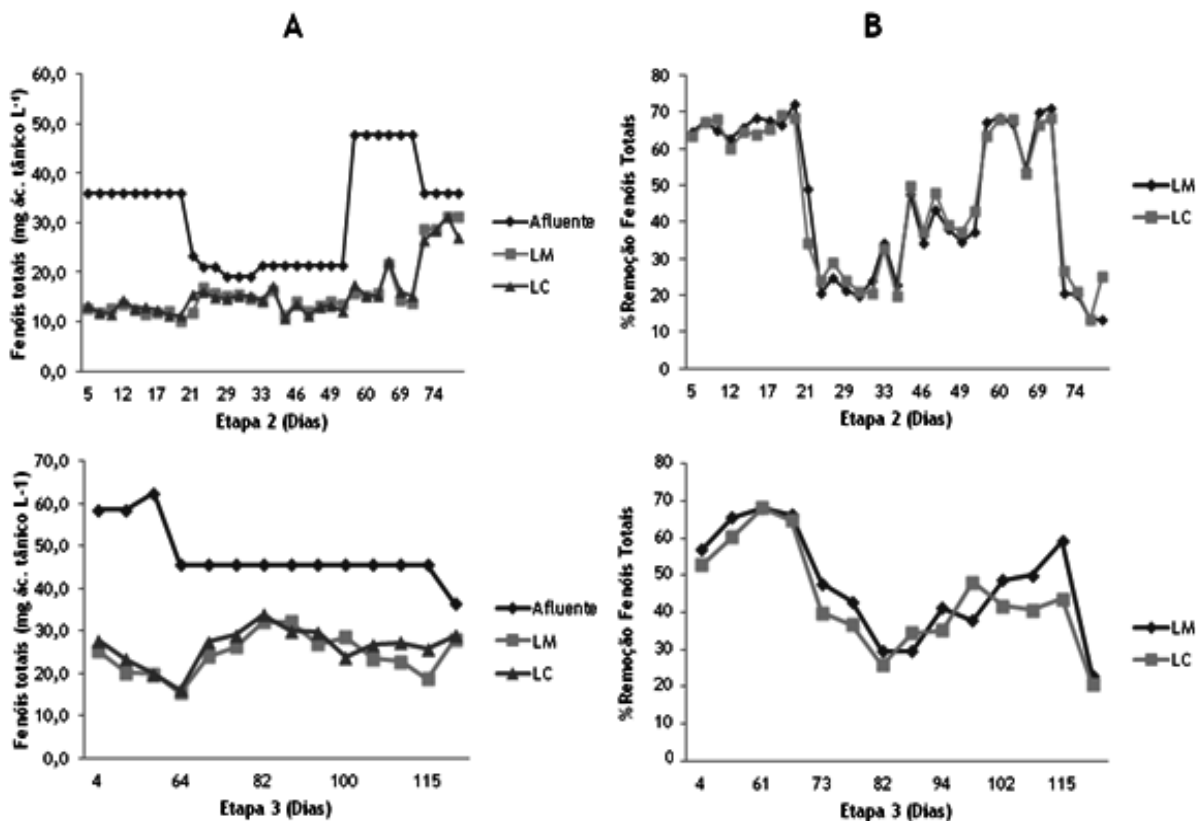 A
Fenóis totais (mg ác. tânico L⁻¹)
60,0
50,0
40,0
30,0
20,0
10,0
0,0
5 12 17 21 29 33 46 49 60 69 74
Etapa 2 (Dias)
Afluente
LM
LC
B
%Remoção Fenóis Totais
80
70
60
50
40
30
20
10
0
5 12 17 21 29 33 46 49 60 69 74
Etapa 2 (Dias)
LM
LC
Fenóis totais (mg ác. tânico L-1)
70,0
60,0
50,0
40,0
30,0
20,0
10,0
0,0
4 64 82 100 115
Etapa 3 (Dias)
Afluente
LM
LC
%Remoção Fenóis Totais
80
70
60
50
40
30
20
10
0
4 61 73 82 94 102 115
Etapa 3 (Dias)
LM
LC